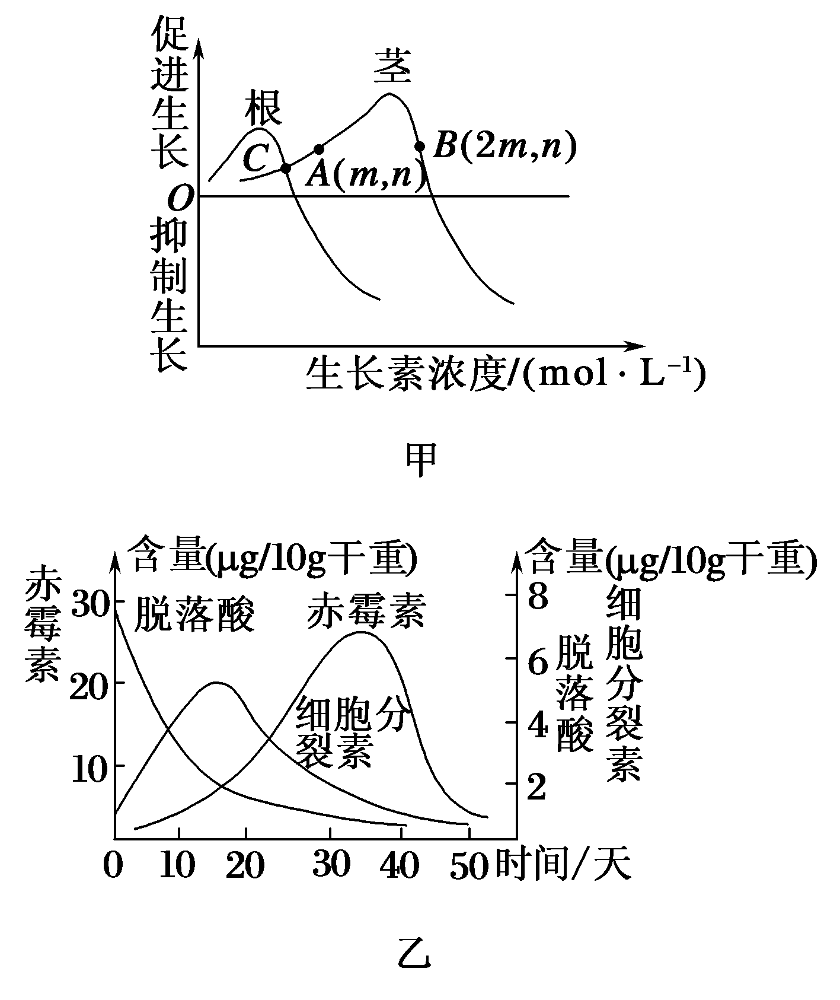 促进生长
O
抑制生长
根
茎
C
A(m,n)
B(2m,n)
生长素浓度/(mol·L⁻¹)
甲
含量(μg/10g干重)
含量(μg/10g干重)
赤霉素
30
20
10
脱落酸
赤霉素
细胞分
裂素
8
6
4
2
脱落酸
细胞分裂素
0 10 20 30 40 50 时间/天
乙